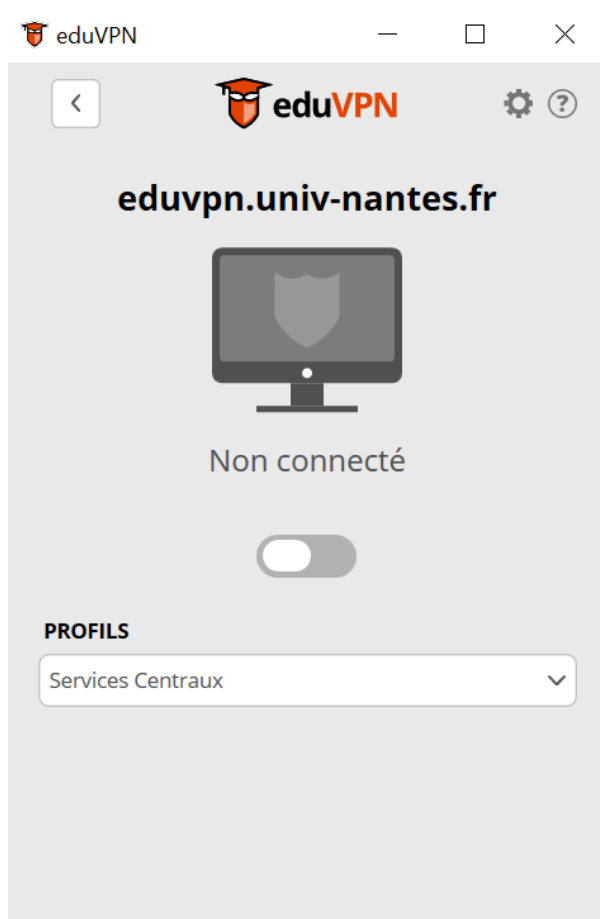 eduVPN
eduVPN
eduvpn.univ-nantes.fr
Non connecté
PROFILS
Services Centraux